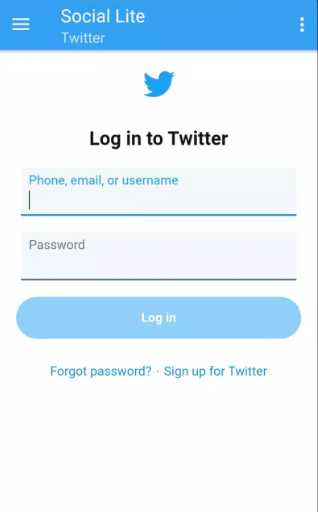 Social Lite
Twitter
Log in to Twitter
Phone, email, or username
Password
Log in
Forgot password? · Sign up for Twitter